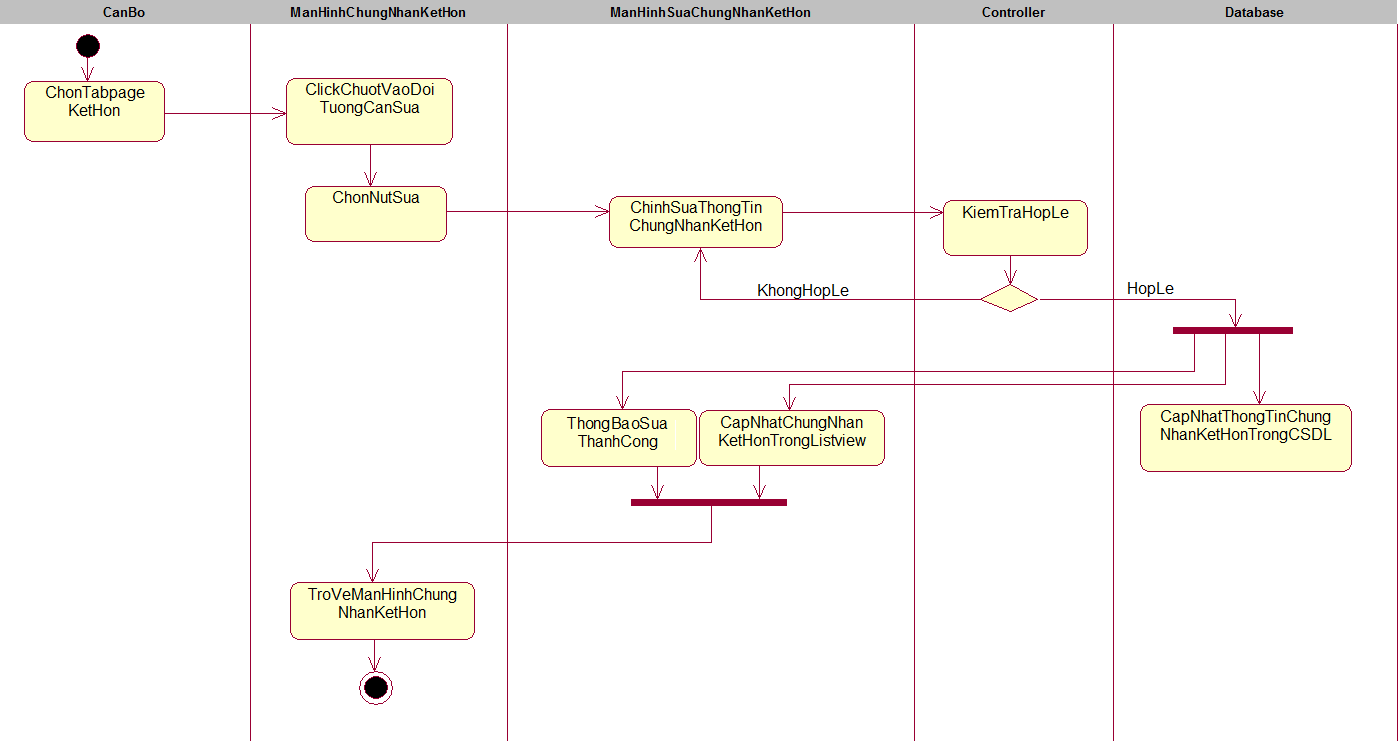 CanBo
ManHinhChungNhanKetHon
ManHinhSuaChungNhanKetHon
Controller
Database
ChonTabpage
KetHon
ClickChuotVaoDoi
TuongCanSua
ChonNutSua
ChinhSuaThongTin
ChungNhanKetHon
KiemTraHopLe
KhongHopLe
HopLe
ThongBaoSua
ThanhCong
CapNhatChungNhan
KetHonTrongListview
CapNhatThongTinChung
NhanKetHonTrongCSDL
TroVeManHinhChung
NhanKetHon